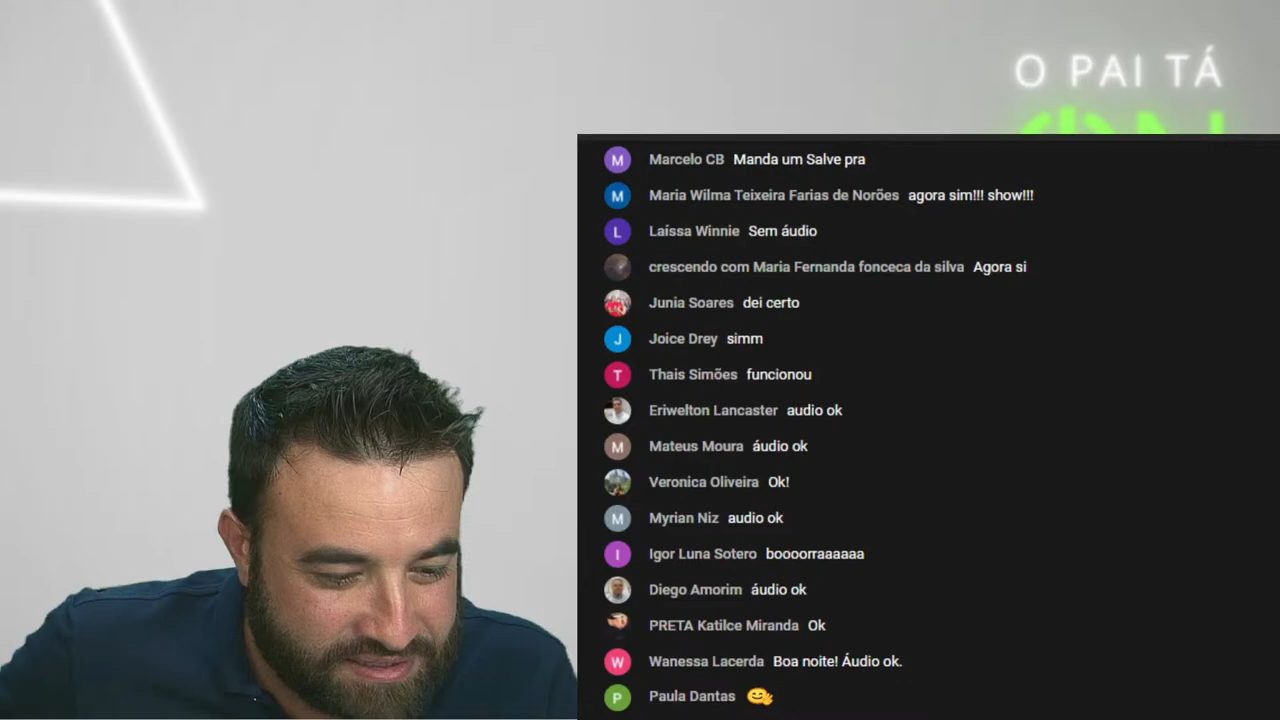 O PAI TÁ
ON
M Marcelo CB Manda um Salve pra
M Maria Wilma Teixeira Farias de Norões agora sim!!! show!!!
L Laíssa Winnie Sem áudio
crescendo com Maria Fernanda fonceca da silva Agora si
Junia Soares dei certo
J Joice Drey simm
T Thais Simões funcionou
Eriwelton Lancaster audio ok
M Mateus Moura áudio ok
Veronica Oliveira Ok!
M Myrian Niz audio ok
I Igor Luna Sotero boooorraaaaaa
Diego Amorim áudio ok
PRETA Katilce Miranda Ok
W Wanessa Lacerda Boa noite! Áudio ok.
P Paula Dantas 🤗